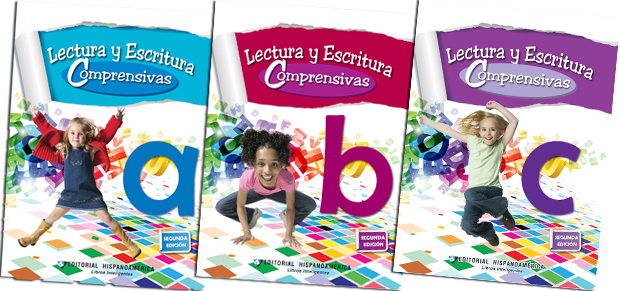 Lectura y Escritura
Comprensivas
a
SEGUNDA
EDICIÓN
EDITORIAL HISPANOAMÉRICA
Libros Inteligentes
Lectura y Escritura
Comprensivas
b
SEGUNDA
EDICIÓN
EDITORIAL HISPANOAMÉRICA
Libros Inteligentes
Lectura y Escritura
Comprensivas
c
SEGUNDA
EDICIÓN
EDITORIAL HISPANOAMÉRICA
Libros Inteligentes